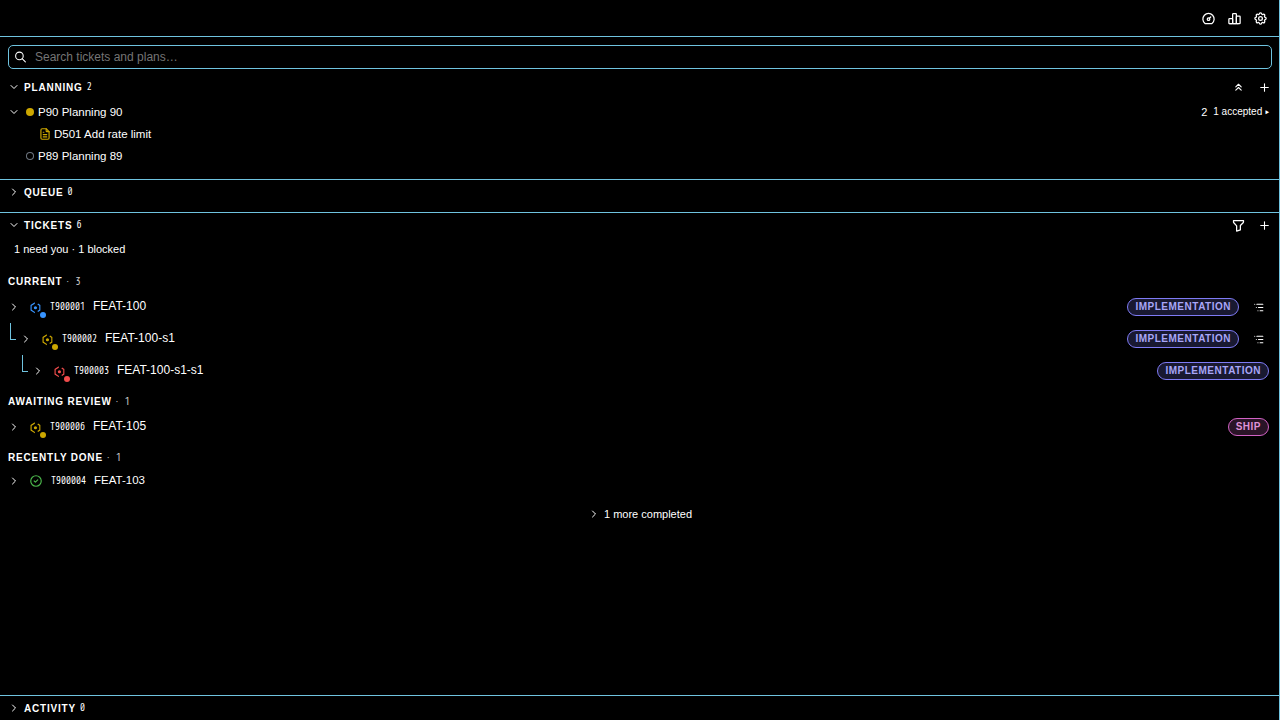 Search tickets and plans…
PLANNING 2
P90 Planning 90 2 1 accepted ▸
D501 Add rate limit
P89 Planning 89
QUEUE 0
TICKETS 6
1 need you · 1 blocked
CURRENT · 3
T900001 FEAT-100 IMPLEMENTATION
T900002 FEAT-100-s1 IMPLEMENTATION
T900003 FEAT-100-s1-s1 IMPLEMENTATION
AWAITING REVIEW · 1
T900006 FEAT-105 SHIP
RECENTLY DONE · 1
T900004 FEAT-103
1 more completed
ACTIVITY 0